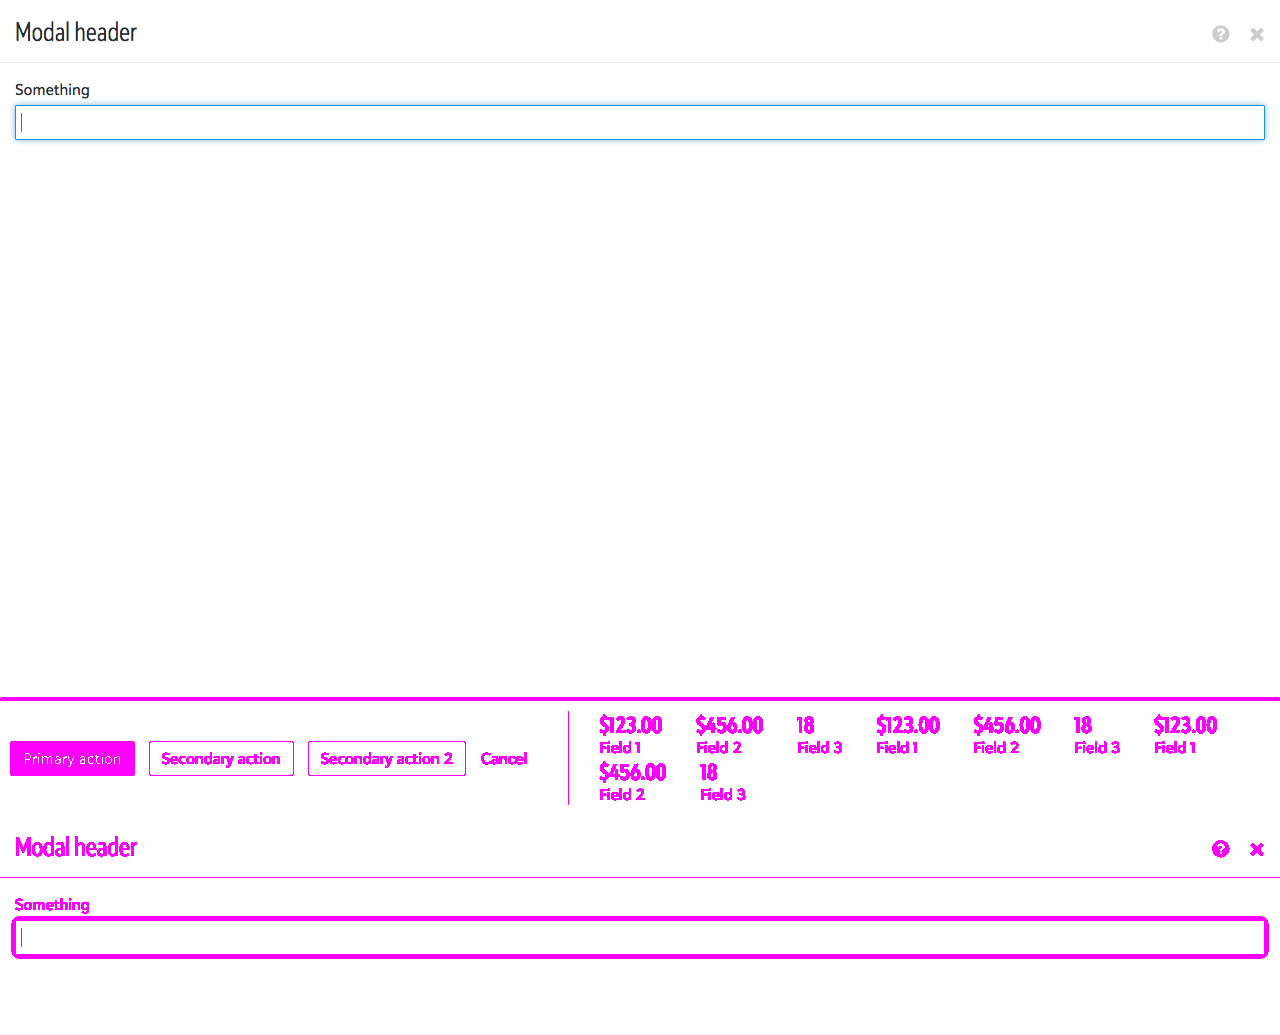 Modal header
Something
$123.00 $456.00 18 $123.00 $456.00 18 $123.00
Field 1 Field 2 Field 3 Field 1 Field 2 Field 3 Field 1
Primary action Secondary action Secondary action 2 Cancel
$456.00 18
Field 2 Field 3
Modal header
Something